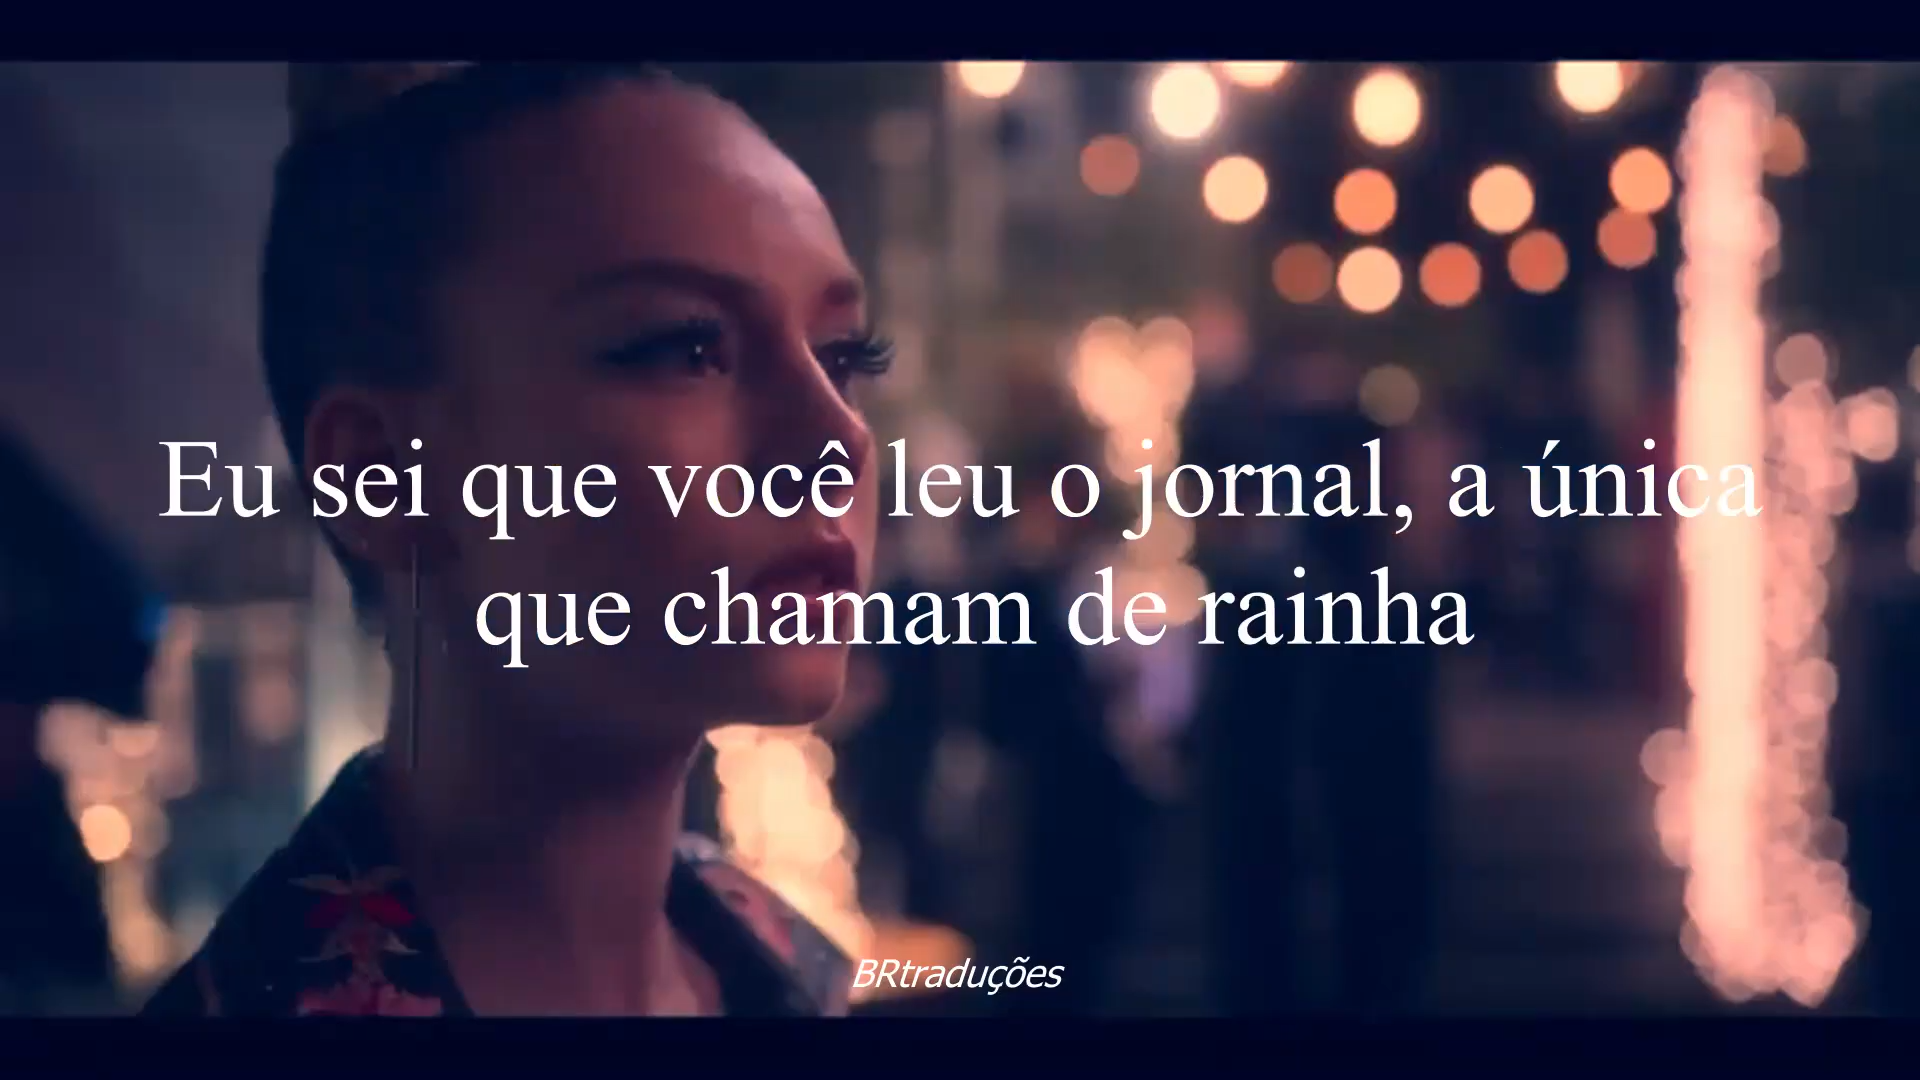 Eu sei que você leu o jornal, a única
que chamam de rainha
BRtraduções